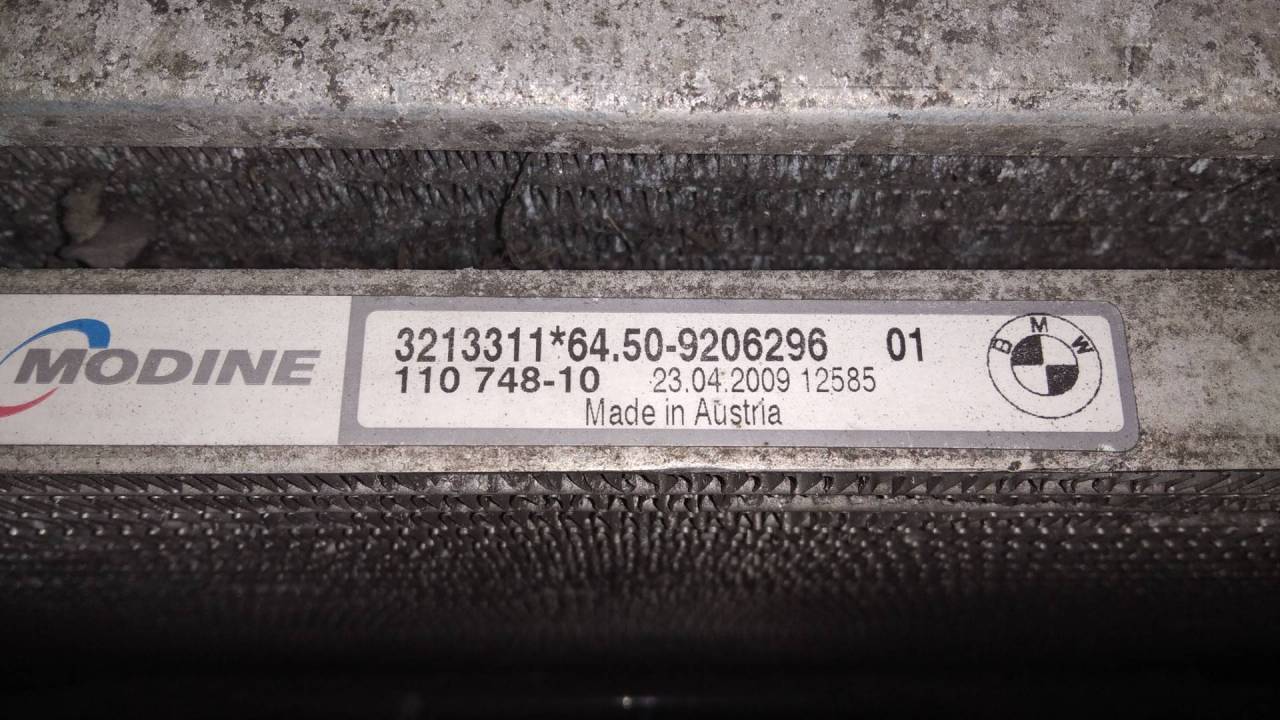 MODINE
3213311*64.50-9206296 01
110 748-10 23.04.2009 12585
Made in Austria
BMW